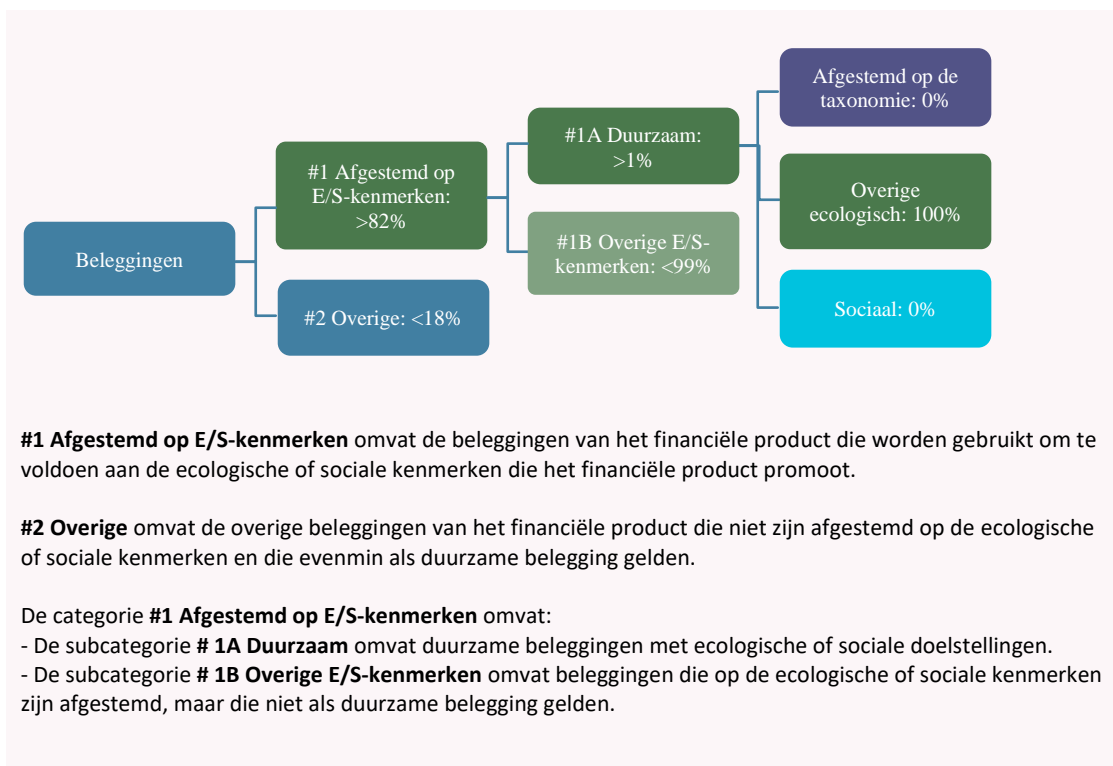 Beleggingen
#1 Afgestemd op
E/S-kenmerken:
>82%
#2 Overige: <18%
#1A Duurzaam:
>1%
#1B Overige E/S-
kenmerken: <99%
Afgestemd op de
taxonomie: 0%
Overige
ecologisch: 100%
Sociaal: 0%
#1 Afgestemd op E/S-kenmerken omvat de beleggingen van het financiële product die worden gebruikt om te
voldoen aan de ecologische of sociale kenmerken die het financiële product promoot.
#2 Overige omvat de overige beleggingen van het financiële product die niet zijn afgestemd op de ecologische
of sociale kenmerken en die evenmin als duurzame belegging gelden.
De categorie #1 Afgestemd op E/S-kenmerken omvat:
- De subcategorie # 1A Duurzaam omvat duurzame beleggingen met ecologische of sociale doelstellingen.
- De subcategorie # 1B Overige E/S-kenmerken omvat beleggingen die op de ecologische of sociale kenmerken
zijn afgestemd, maar die niet als duurzame belegging gelden.